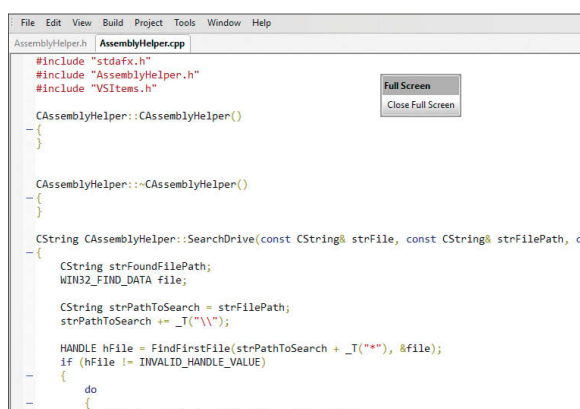 File Edit View Build Project Tools Window Help
AssemblyHelper.h AssemblyHelper.cpp
#include "stdafx.h"
#include "AssemblyHelper.h"
#include "VSItems.h"
Full Screen
Close Full Screen
CAssemblyHelper::CAssemblyHelper()
{
}
CAssemblyHelper::~CAssemblyHelper()
{
}
CString CAssemblyHelper::SearchDrive(const CString& strFile, const CString& strFilePath,
{
CString strFoundFilePath;
WIN32_FIND_DATA file;
CString strPathToSearch = strFilePath;
strPathToSearch += _T("\\");
HANDLE hFile = FindFirstFile(strPathToSearch + _T("*"), &file);
if (hFile != INVALID_HANDLE_VALUE)
{
do
{